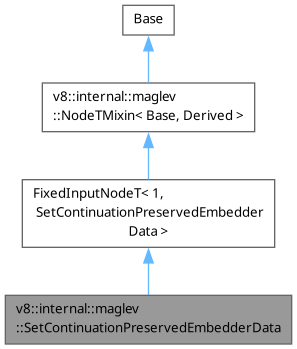 Base
v8::internal::maglev
::NodeTMixin< Base, Derived >
FixedInputNodeT< 1,
SetContinuationPreservedEmbedder
Data >
v8::internal::maglev
::SetContinuationPreservedEmbedderData